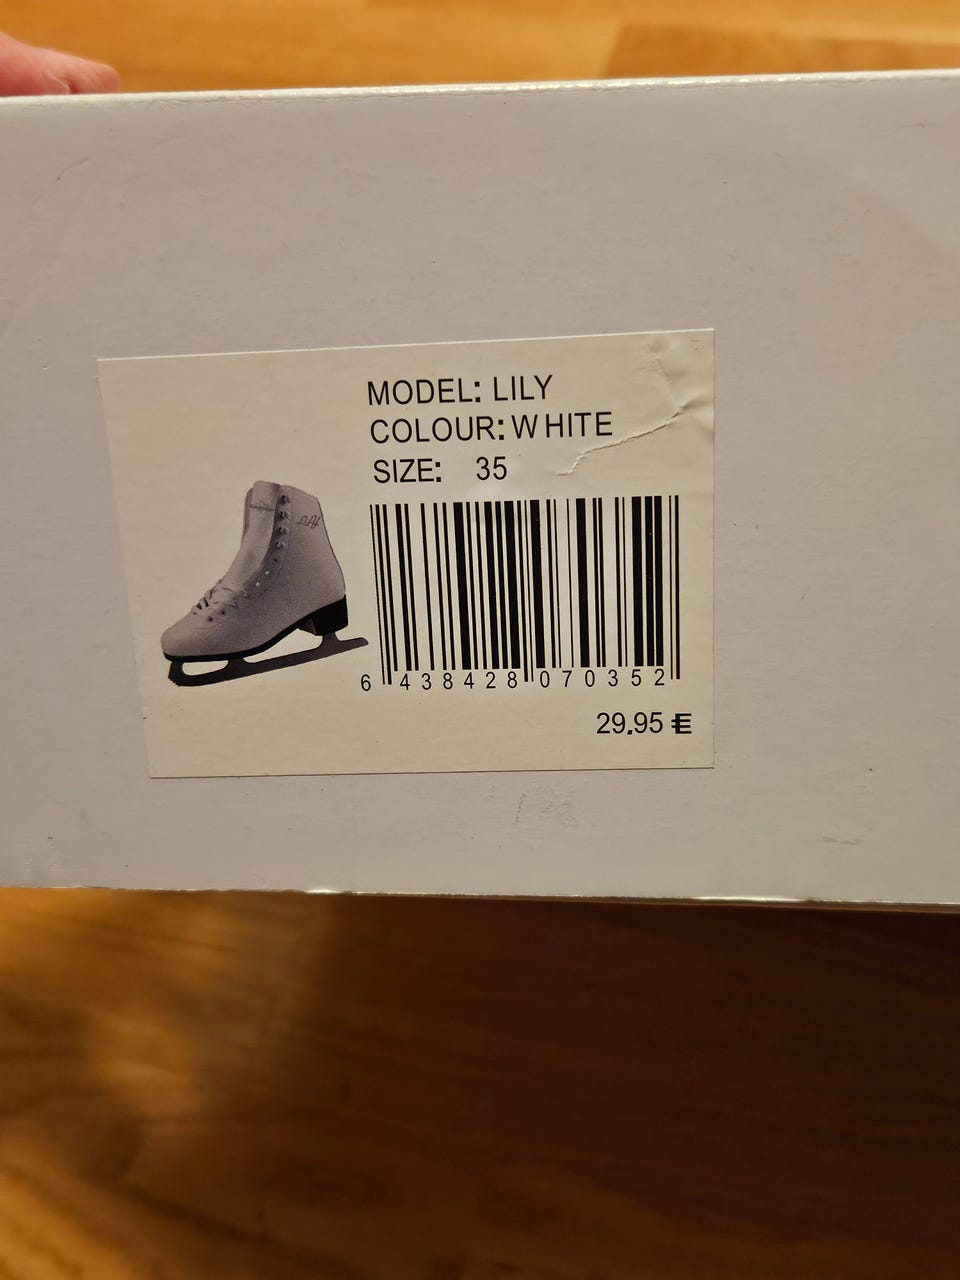 MODEL: LILY
COLOUR: WHITE
SIZE: 35
6 438428 070352
29.95 €